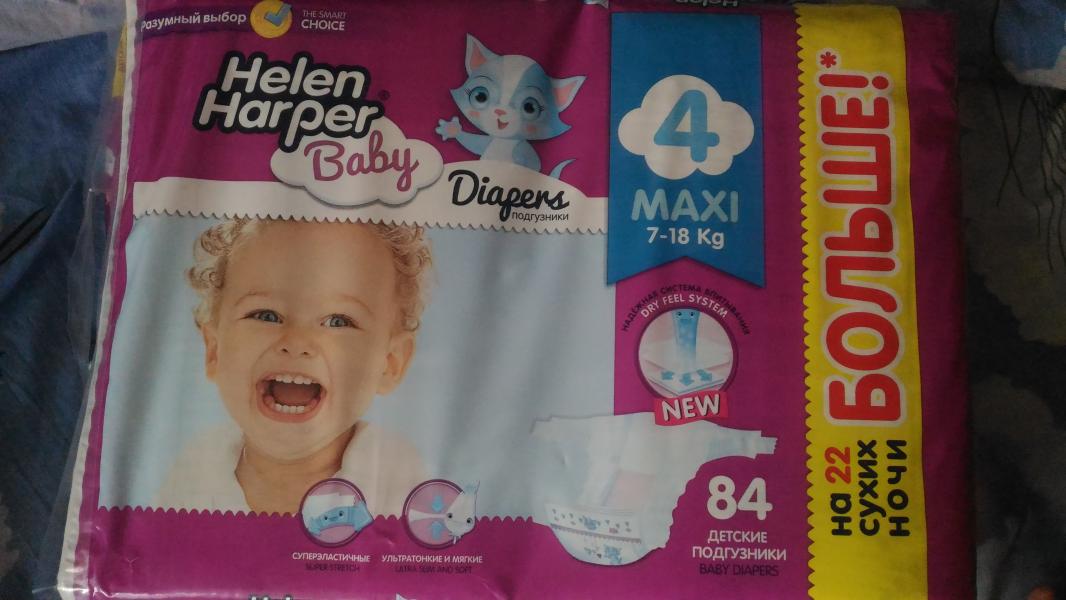 Разумный выбор
THE SMART
CHOICE
Helen
Harper®
Baby
Diapers
подгузники
4
MAXI
7-18 Kg
НАДЁЖНАЯ СИСТЕМА ВПИТЫВАНИЯ
DRY FEEL SYSTEM
NEW
СУПЕРЭЛАСТИЧНЫЕ
SUPER STRETCH
УЛЬТРАТОНКИЕ И МЯГКИЕ
ULTRA SLIM AND SOFT
84
ДЕТСКИЕ
ПОДГУЗНИКИ
BABY DIAPERS
БОЛЬШЕ!*
на 22
сухих
ночи
Helen